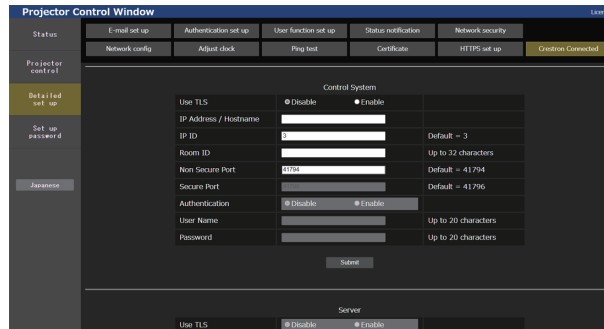 Projector Control Window
Licen
Status
E-mail set up
Authentication set up
User function set up
Status notification
Network security
Network config
Adjust clock
Ping test
Certificate
HTTPS set up
Crestron Connected
Projector
control
Detailed
set up
Set up
password
Japanese
Control System
Use TLS Disable Enable
IP Address / Hostname
IP ID 3 Default = 3
Room ID Up to 32 characters
Non Secure Port 41794 Default = 41794
Secure Port Default = 41796
Authentication Disable Enable
User Name Up to 20 characters
Password Up to 20 characters
Submit
Server
Use TLS Disable Enable